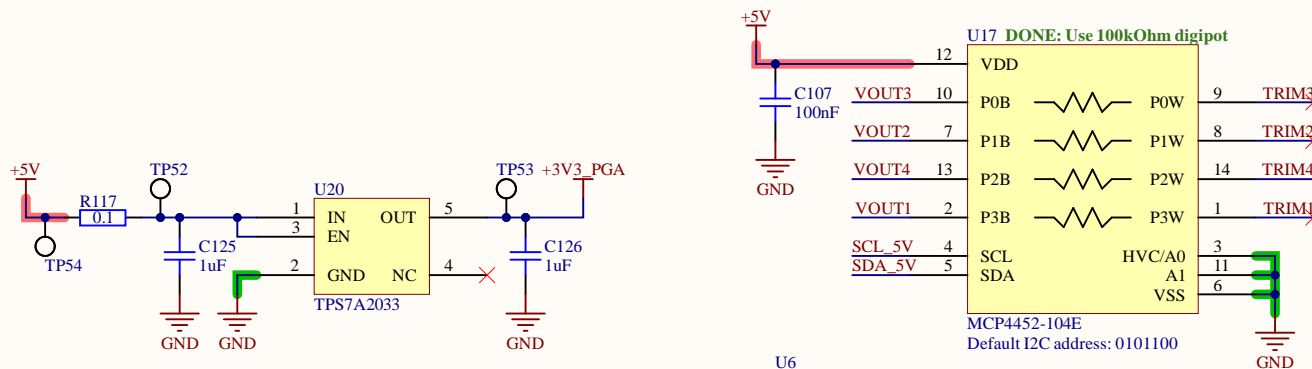 +5V
U17 DONE: Use 100kOhm digipot
12 VDD
C107
100nF
VOUT3 10 P0B P0W 9 TRIM3
VOUT2 7 P1B P1W 8 TRIM2
VOUT4 13 P2B P2W 14 TRIM4
VOUT1 2 P3B P3W 1 TRIM1
SCL_5V 4 SCL HVC/A0 3
SDA_5V 5 SDA A1 11
VSS 6
GND
MCP4452-104E
Default I2C address: 0101100
GND
U6
+5V
TP54
R117
0.1
TP52
C125
1uF
GND
GND
U20
1 IN OUT 5
3 EN
2 GND NC 4
TPS7A2033
TP53
+3V3_PGA
C126
1uF
GND